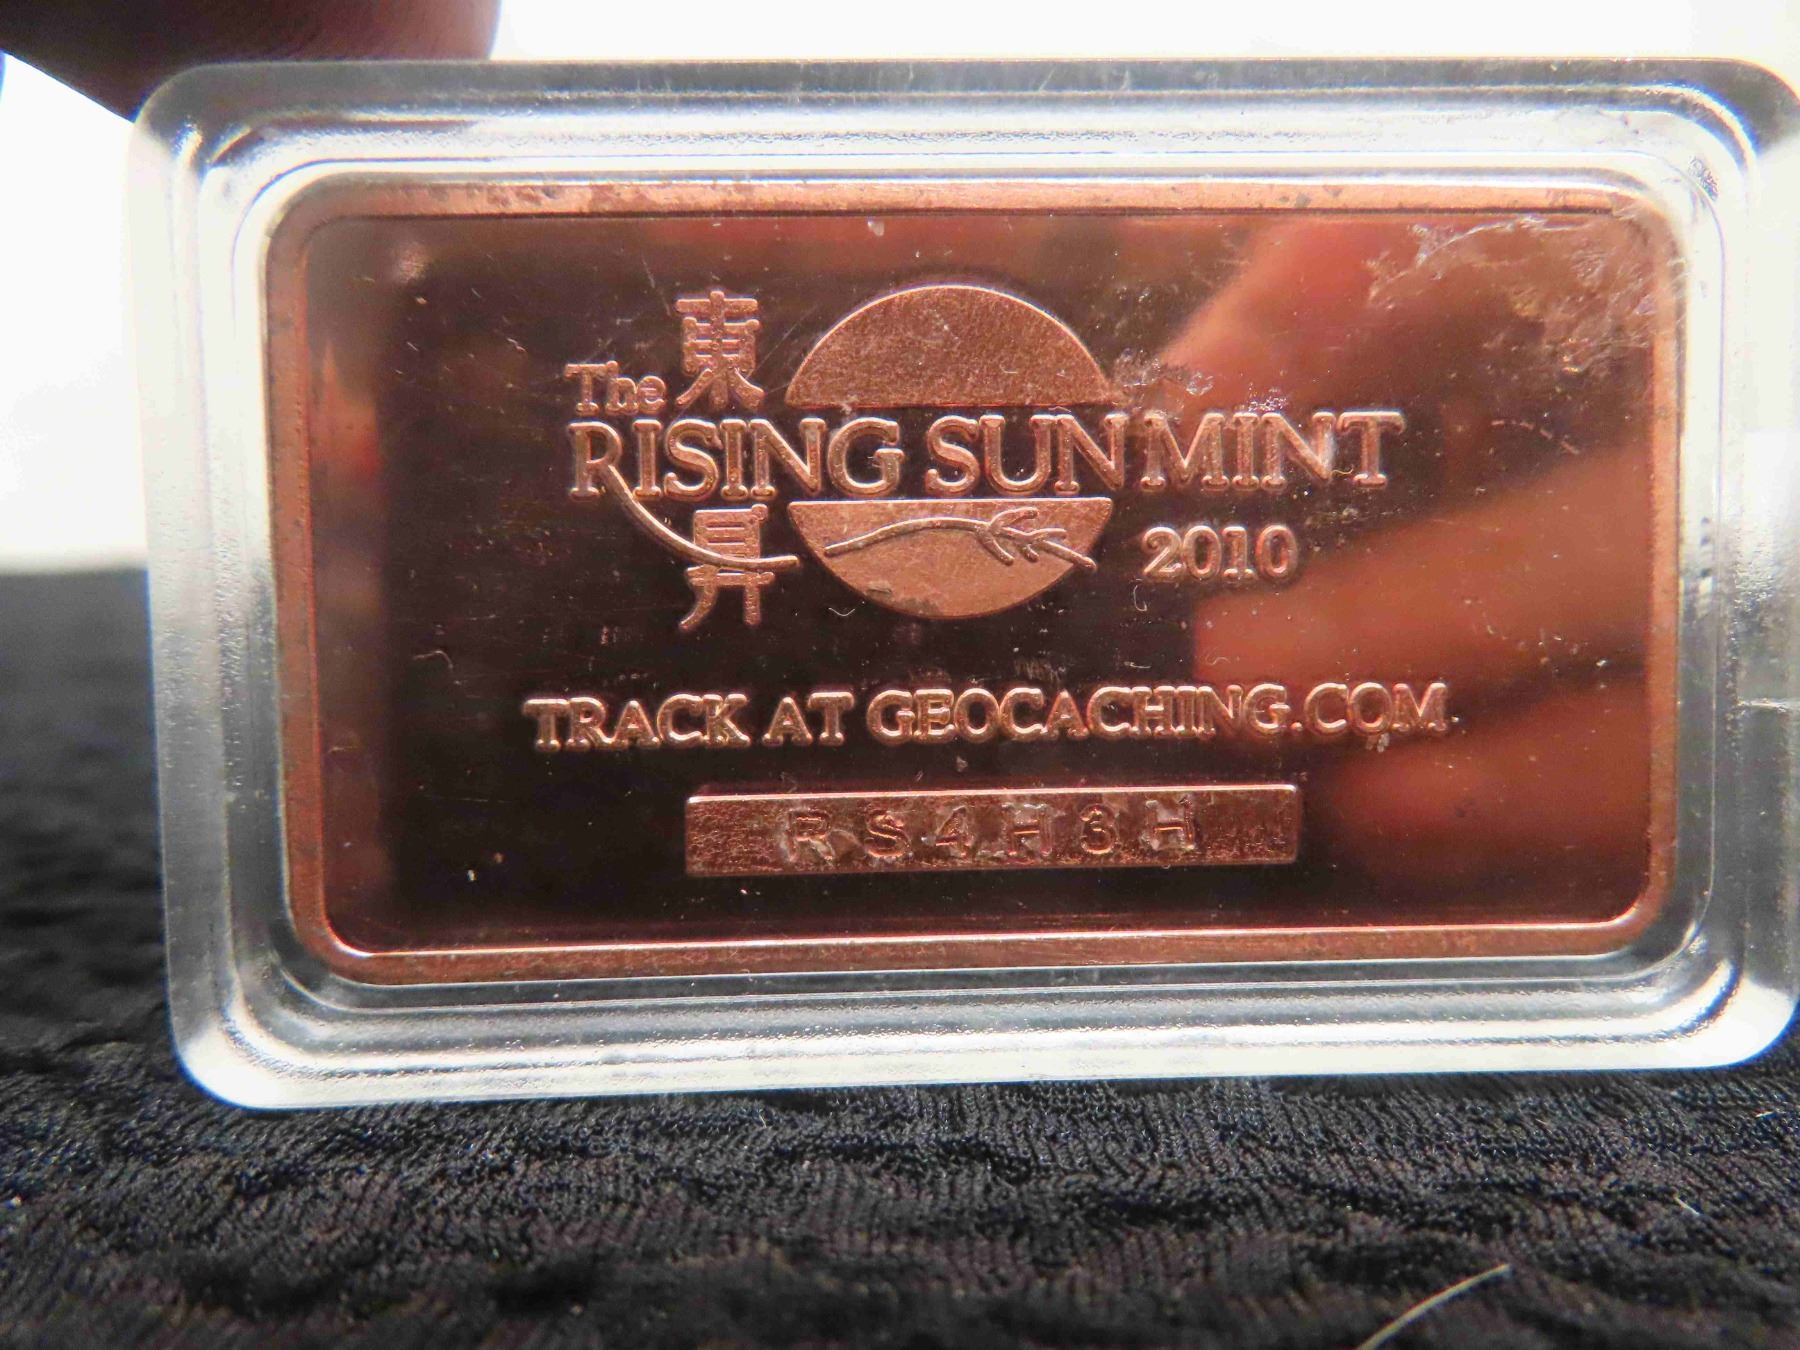 東
The
RISING SUN MINT
昇
2010
TRACK AT GEOCACHING.COM
RS4H3H